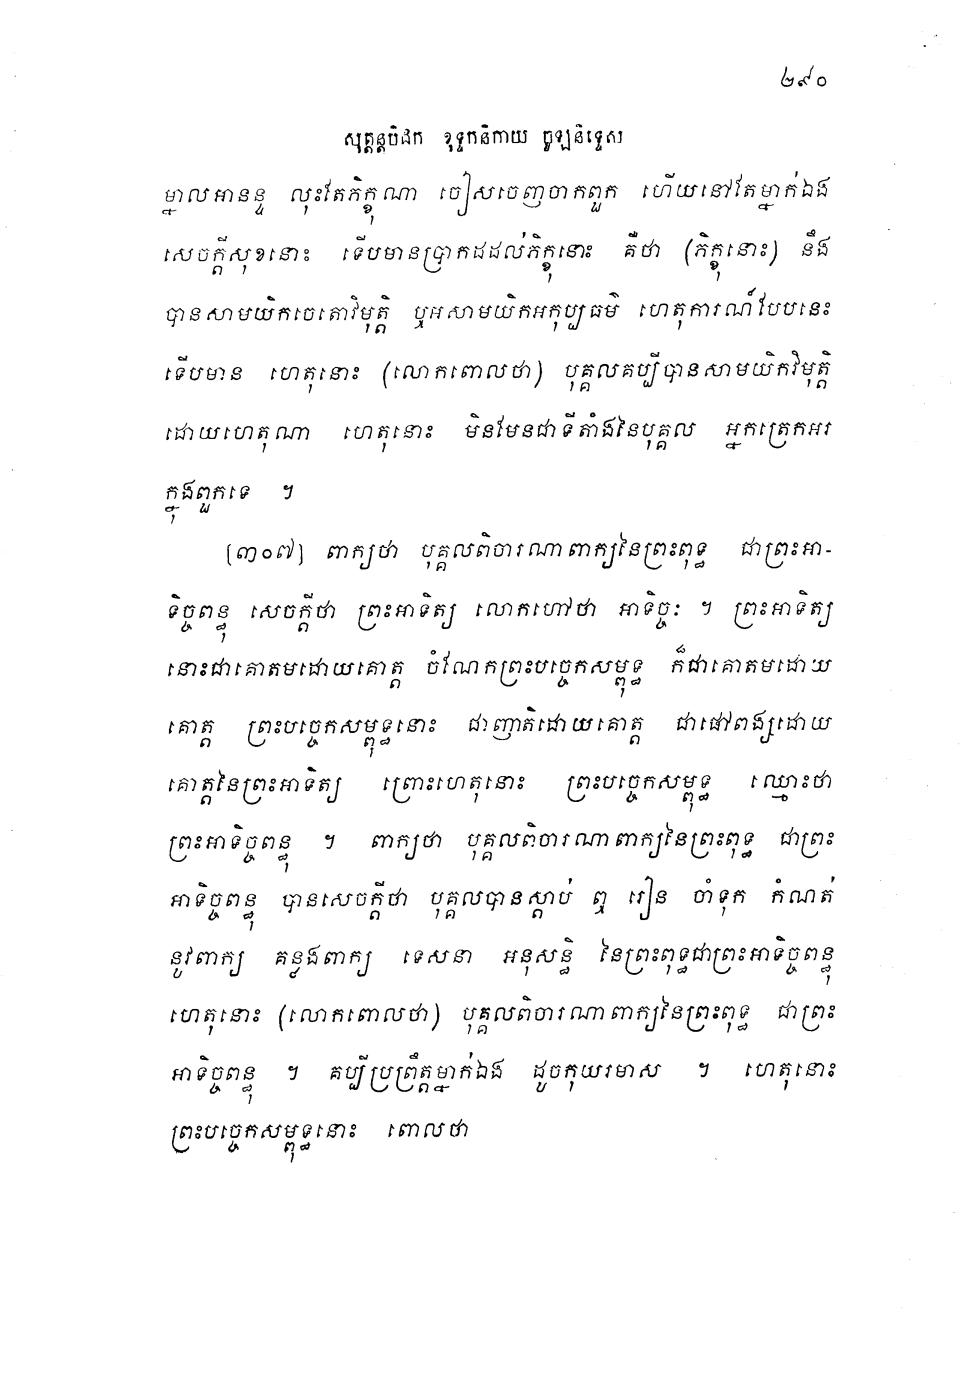 ២៩០
សុត្តន្តបិដក ខុទ្ទកនិកាយ ចូឡនិទ្ទេស
ម្នាលអានន្ទ លុះតែភិក្ខុណា ចៀសចេញចាកពួក ហើយនៅតែម្នាក់ឯង
សេចក្តីសុខនោះ ទើបមានប្រាកដដល់ភិក្ខុនោះ គឺថា (ភិក្ខុនោះ) នឹង
បានសាមយិកចេតោវិមុត្តិ ឬអសាមយិកអកុប្បធម៌ ហេតុការណ៍បែបនេះ
ទើបមាន ហេតុនោះ (លោកពោលថា) បុគ្គលគប្បីបានសាមយិកវិមុត្តិ
ដោយហេតុណា ហេតុនោះ មិនមែនជាទីតាំងនៃបុគ្គល អ្នកត្រេកអរ
ក្នុងពួកទេ ។
[៣០៧] ពាក្យថា បុគ្គលពិចារណាពាក្យនៃព្រះពុទ្ធ ជាព្រះអា-
ទិច្ចពន្ធុ សេចក្តីថា ព្រះអាទិត្យ លោកហៅថា អាទិច្ចៈ ។ ព្រះអាទិត្យ
នោះជាគោតមដោយគោត្ត ចំណែកព្រះបច្ចេកសម្ពុទ្ធ ក៏ជាគោតមដោយ
គោត្ត ព្រះបច្ចេកសម្ពុទ្ធនោះ ជាញាតិដោយគោត្ត ជាផៅពង្សដោយ
គោត្តនៃព្រះអាទិត្យ ព្រោះហេតុនោះ ព្រះបច្ចេកសម្ពុទ្ធ ឈ្មោះថា
ព្រះអាទិច្ចពន្ធុ ។ ពាក្យថា បុគ្គលពិចារណាពាក្យនៃព្រះពុទ្ធ ជាព្រះ
អាទិច្ចពន្ធុ បានសេចក្តីថា បុគ្គលបានស្តាប់ ឮ រៀន ចាំទុក កំណត់
នូវពាក្យ គន្លងពាក្យ ទេសនា អនុសន្ធិ នៃព្រះពុទ្ធជាព្រះអាទិច្ចពន្ធុ
ហេតុនោះ (លោកពោលថា) បុគ្គលពិចារណាពាក្យនៃព្រះពុទ្ធ ជាព្រះ
អាទិច្ចពន្ធុ ។ គប្បីប្រព្រឹត្តម្នាក់ឯង ដូចកុយរមាស ។ ហេតុនោះ
ព្រះបច្ចេកសម្ពុទ្ធនោះ ពោលថា